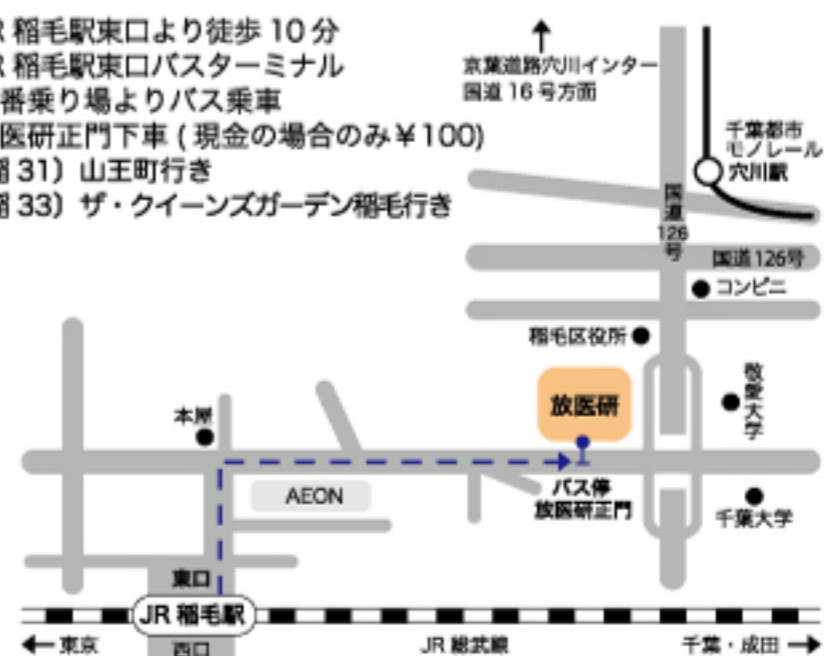 R 稲毛駅東口より徒歩 10 分
R 稲毛駅東口バスターミナル
番乗り場よりバス乗車
医研正門下車 ( 現金の場合のみ￥100)
31）山王町行き
33）ザ・クイーンズガーデン稲毛行き
京葉道路穴川インター
国道 16 号方面
千葉都市
モノレール
穴川駅
国道126号
国道126号
コンビニ
稲毛区役所
放医研
敬愛大学
本屋
AEON
バス停
放医研正門
千葉大学
東口
JR 稲毛駅
西口
東京
JR 総武線
千葉・成田